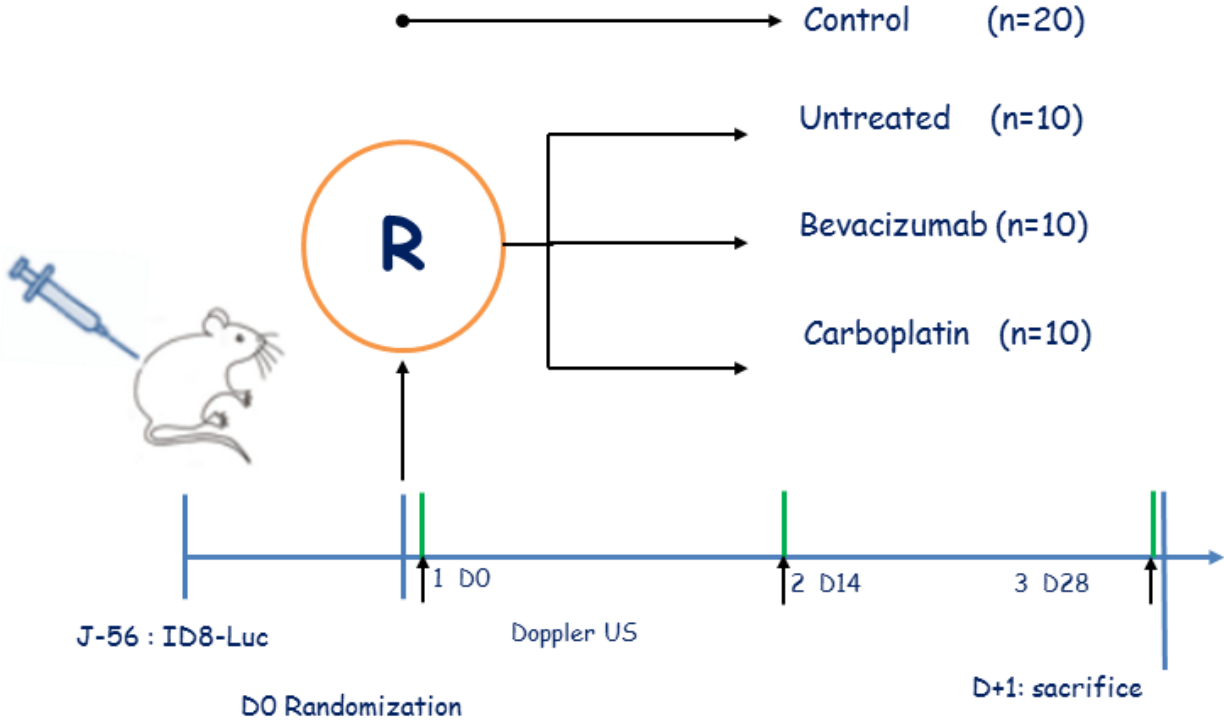 Control (n=20)
Untreated (n=10)
R
Bevacizumab (n=10)
Carboplatin (n=10)
1 D0
2 D14
3 D28
J-56 : ID8-Luc
Doppler US
D0 Randomization
D+1: sacrifice